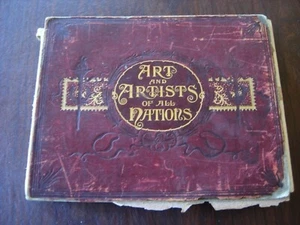 ART
AND
ARTISTS
OF ALL
NATIONS